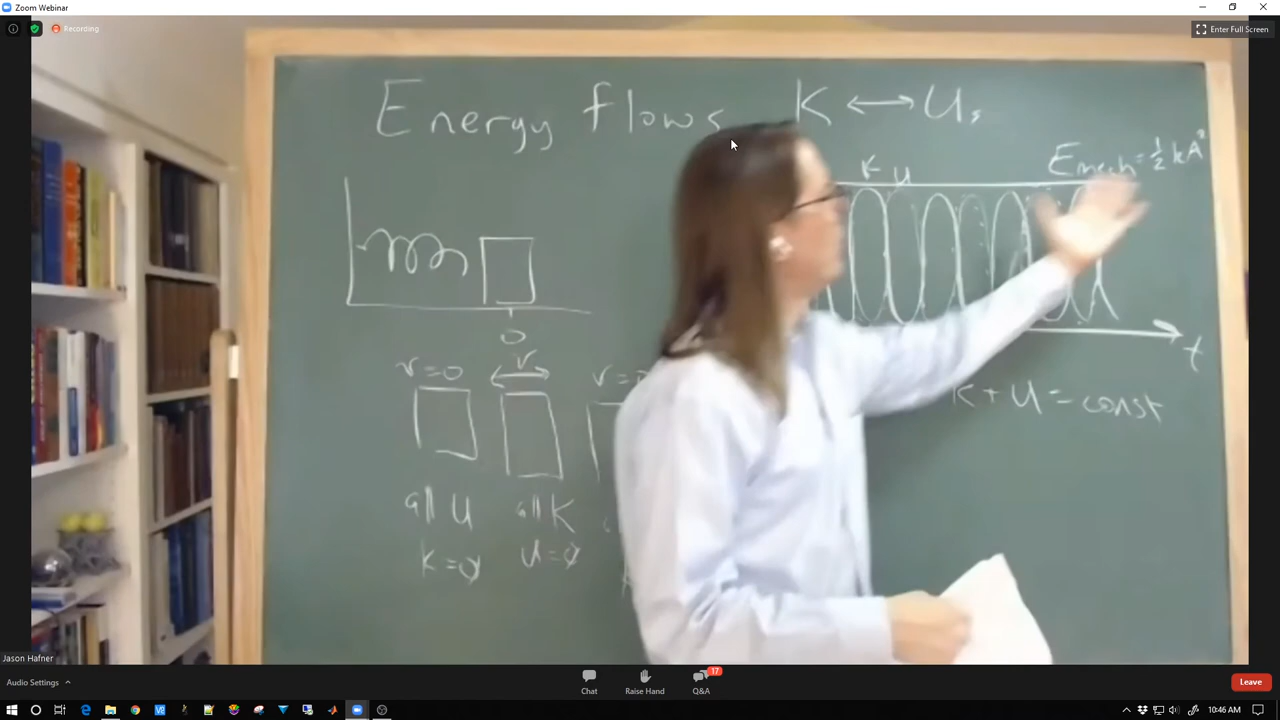 Zoom Webinar
Recording
Enter Full Screen
Energy flows K ↔ Us
Emech = 1/2 kA²
K U
0
t
v=0 v v=
K + U = const
all U all K
K=0 U=0
Jason Hafner
Audio Settings
Chat
Raise Hand
17
Q&A
Leave
10:46 AM